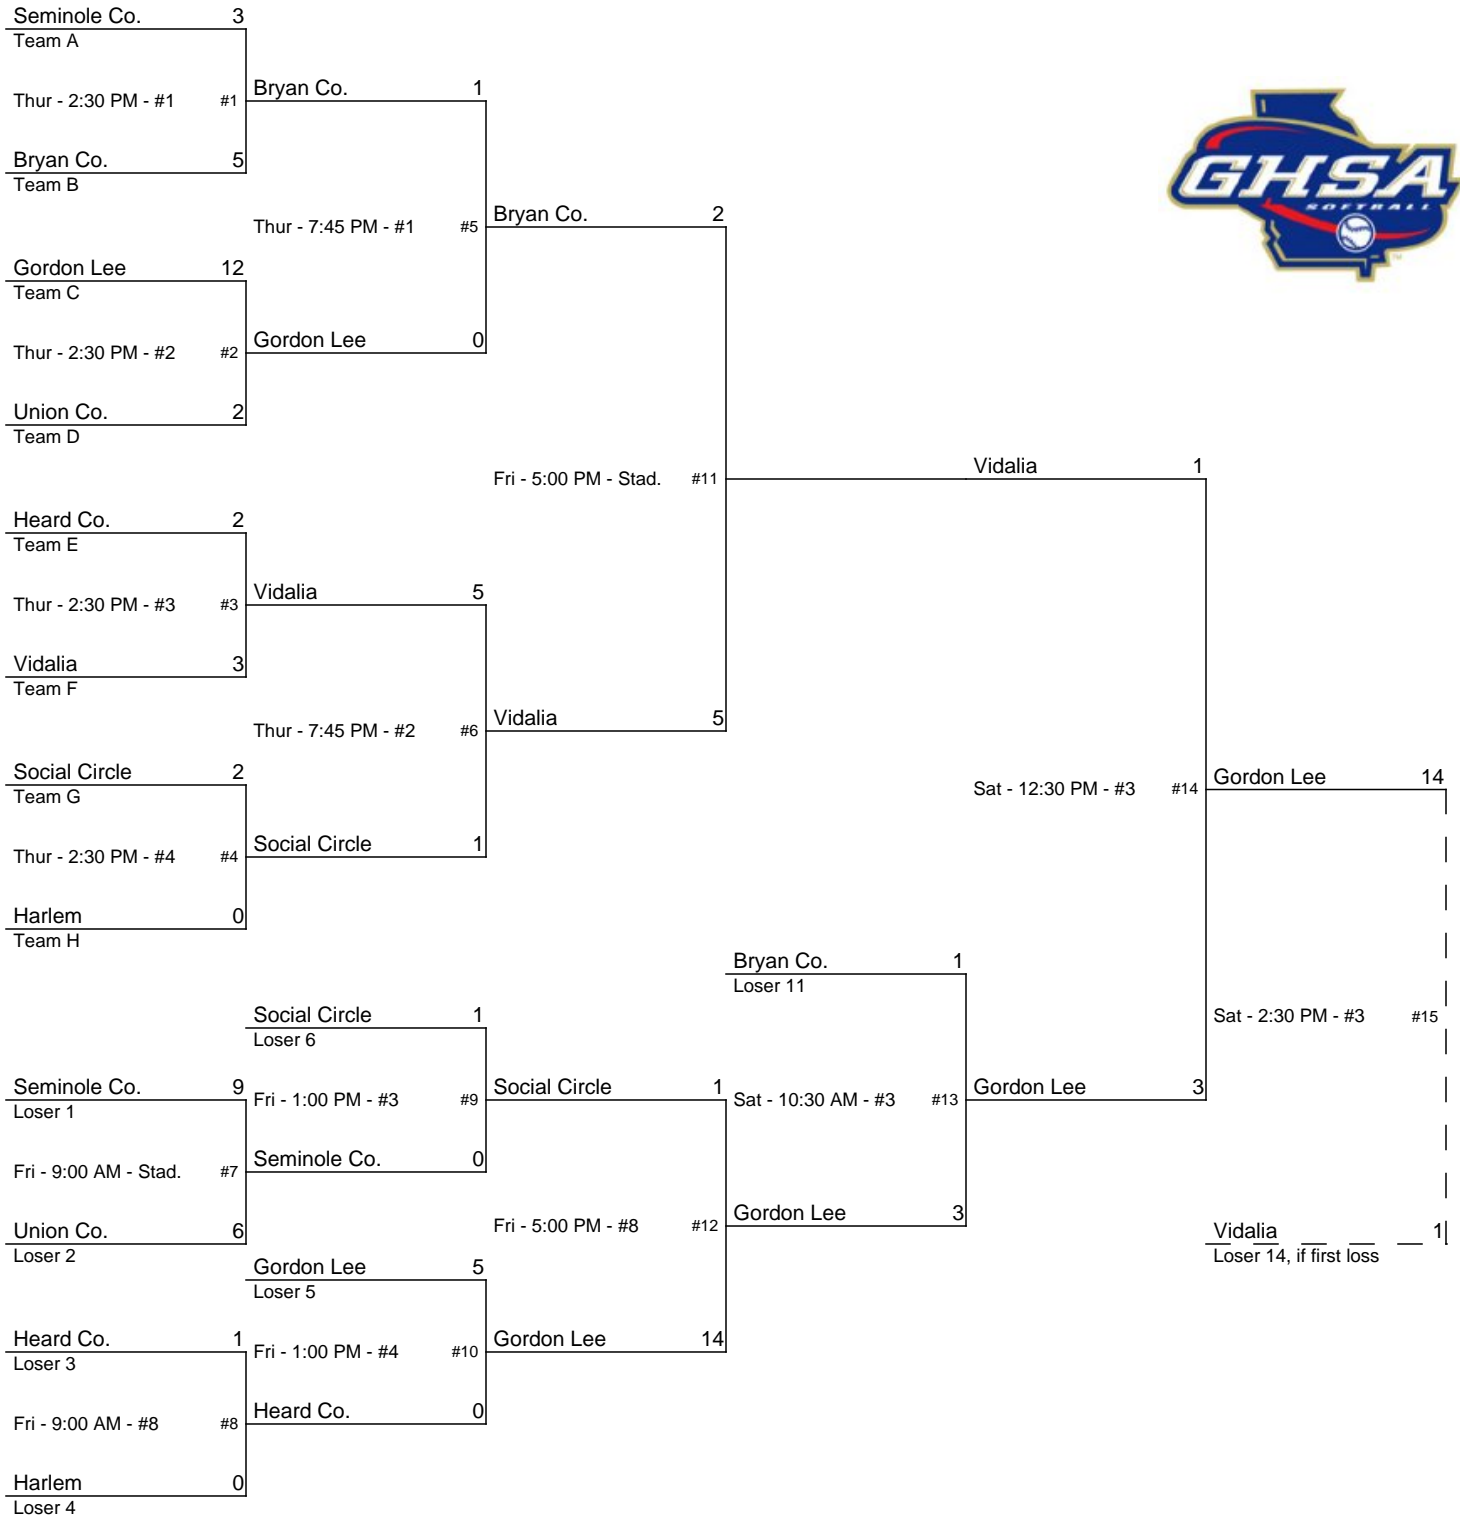 Seminole Co. 3
Team A
Thur - 2:30 PM - #1 #1
Bryan Co. 1
Bryan Co. 5
Team B
Thur - 7:45 PM - #1 #5
Bryan Co. 2
Gordon Lee 12
Team C
Thur - 2:30 PM - #2 #2
Gordon Lee 0
Union Co. 2
Team D
Fri - 5:00 PM - Stad. #11
Vidalia 1
Heard Co. 2
Team E
Thur - 2:30 PM - #3 #3
Vidalia 5
Vidalia 3
Team F
Thur - 7:45 PM - #2 #6
Vidalia 5
Social Circle 2
Team G
Thur - 2:30 PM - #4 #4
Social Circle 1
Harlem 0
Team H
Sat - 12:30 PM - #3 #14
Gordon Lee 14
Bryan Co. 1
Loser 11
Social Circle 1
Loser 6
Sat - 2:30 PM - #3 #15
Seminole Co. 9
Loser 1
Fri - 1:00 PM - #3 #9
Social Circle 1
Sat - 10:30 AM - #3 #13
Gordon Lee 3
Fri - 9:00 AM - Stad. #7
Seminole Co. 0
Union Co. 6
Loser 2
Fri - 5:00 PM - #8 #12
Gordon Lee 3
Vidalia 1
Loser 14, if first loss
Gordon Lee 5
Loser 5
Heard Co. 1
Loser 3
Fri - 1:00 PM - #4 #10
Gordon Lee 14
Fri - 9:00 AM - #8 #8
Heard Co. 0
Harlem 0
Loser 4
GHSA
SOFTBALL
TM